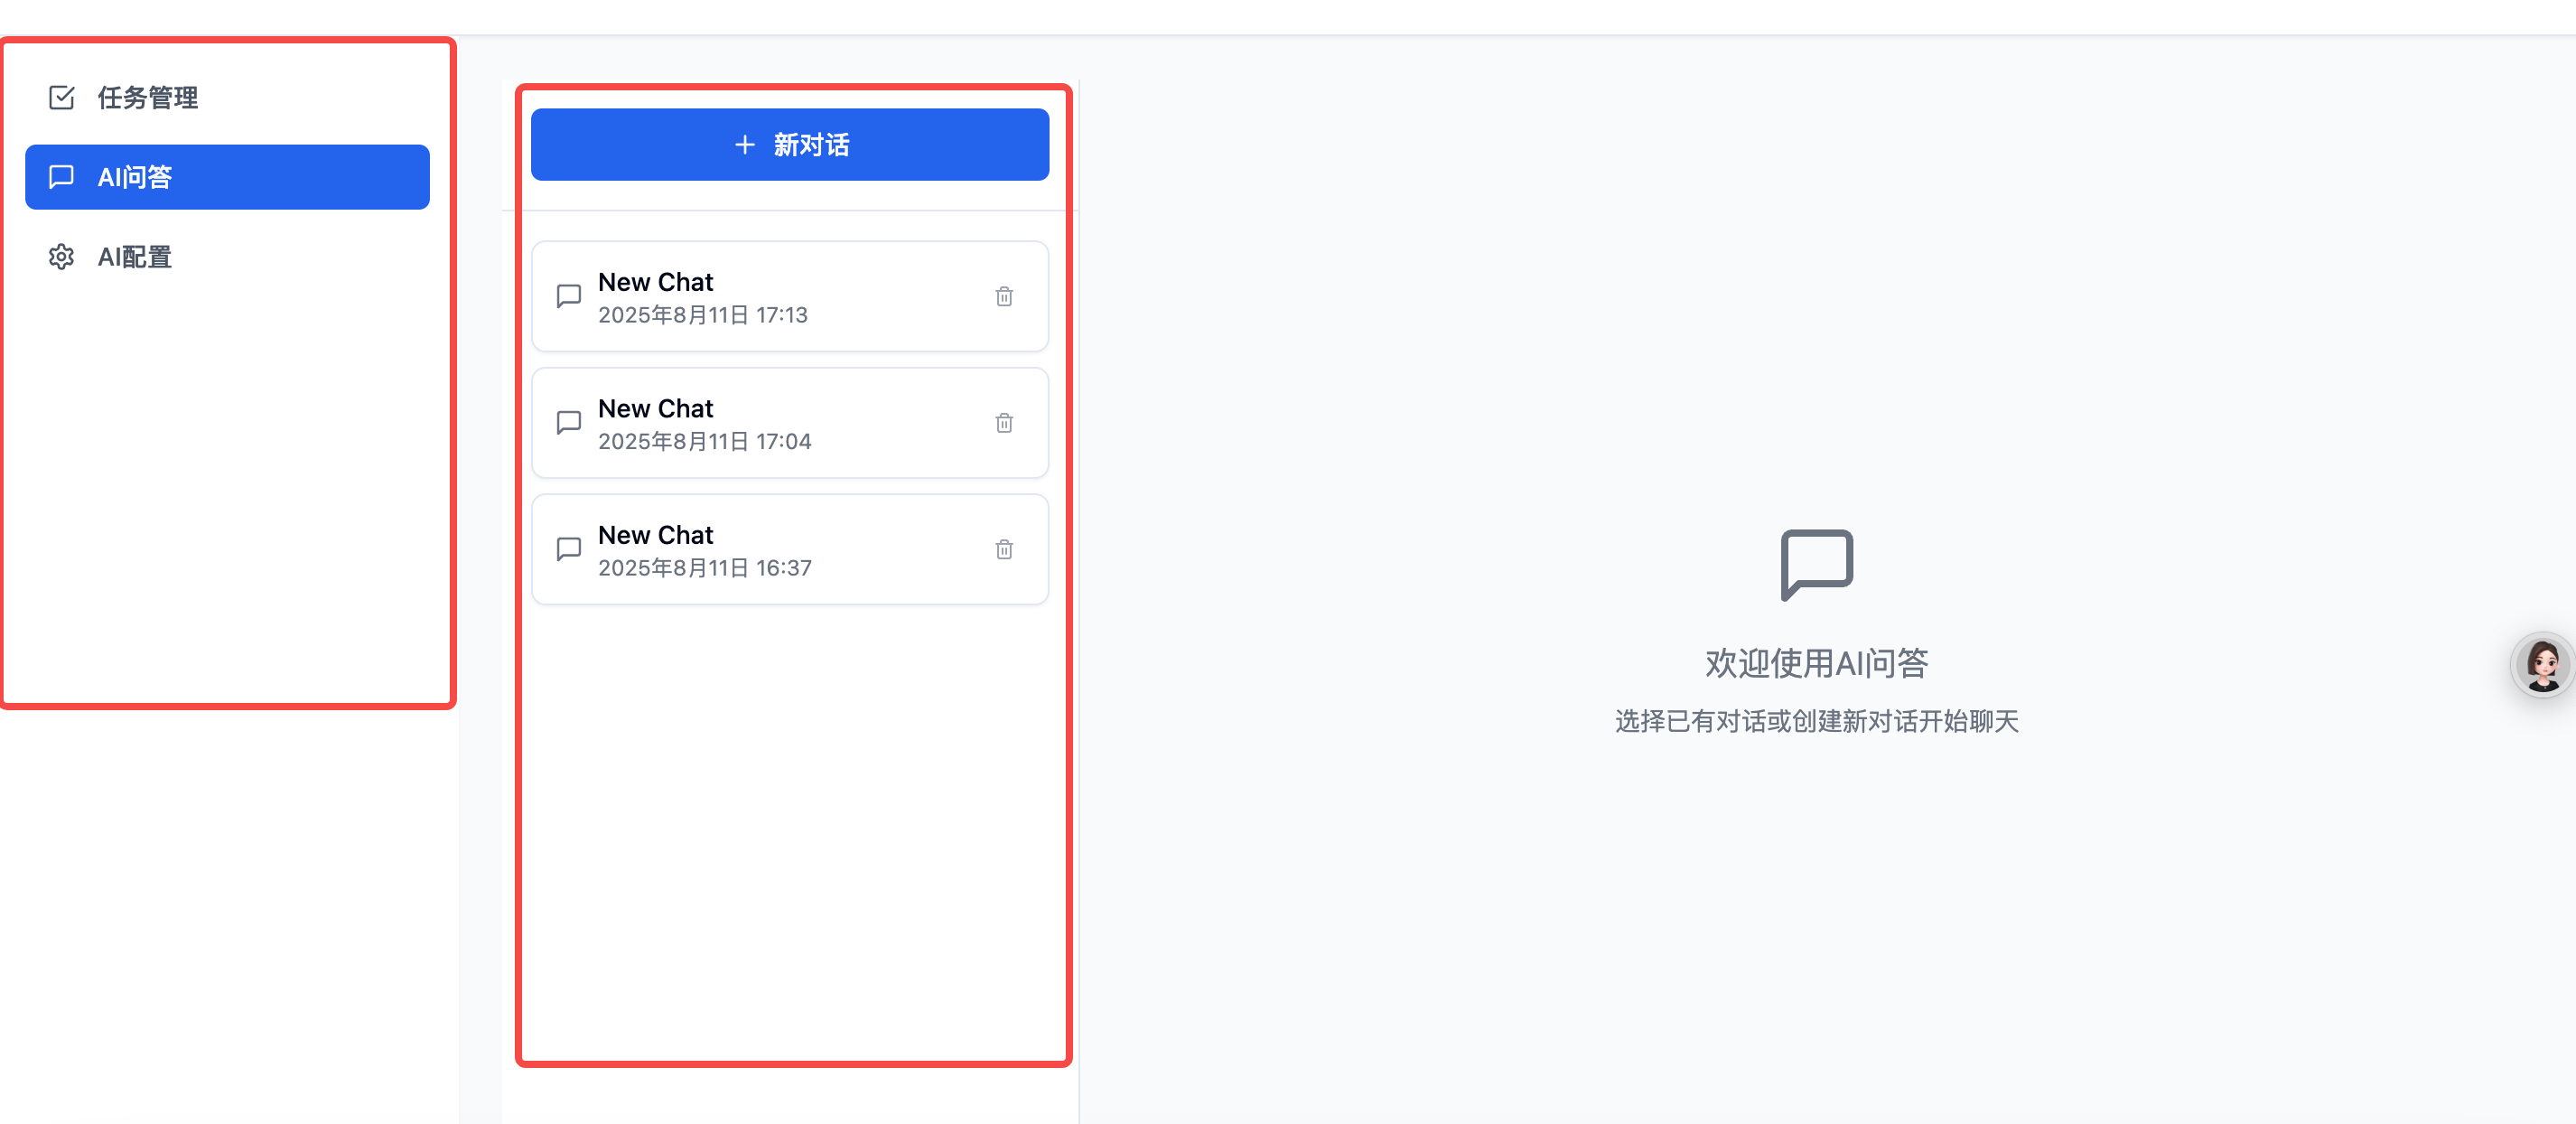 任务管理
AI问答
AI配置
新对话
New Chat
2025年8月11日 17:13
New Chat
2025年8月11日 17:04
New Chat
2025年8月11日 16:37
欢迎使用AI问答
选择已有对话或创建新对话开始聊天